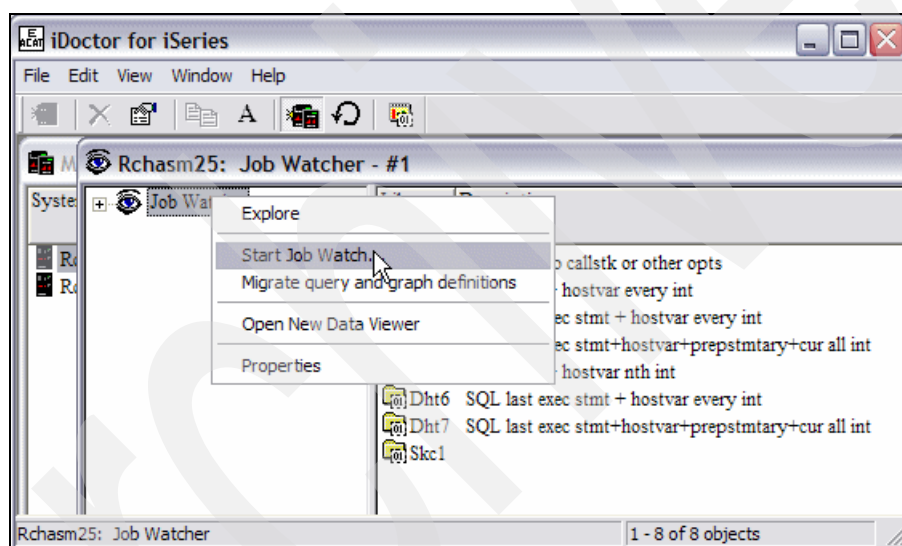 iDoctor for iSeries
File Edit View Window Help
A
Rchasm25: Job Watcher - #1
Syste
Job Wat
Explore
Start Job Watch..
Migrate query and graph definitions
Open New Data Viewer
Properties
callstk or other opts
hostvar every int
ec stmt + hostvar every int
ec stmt+hostvar+prepstmtary+cur all int
hostvar nth int
Dht6 SQL last exec stmt + hostvar every int
Dht7 SQL last exec stmt+hostvar+prepstmtary+cur all int
Skc1
Rchasm25: Job Watcher
1 - 8 of 8 objects